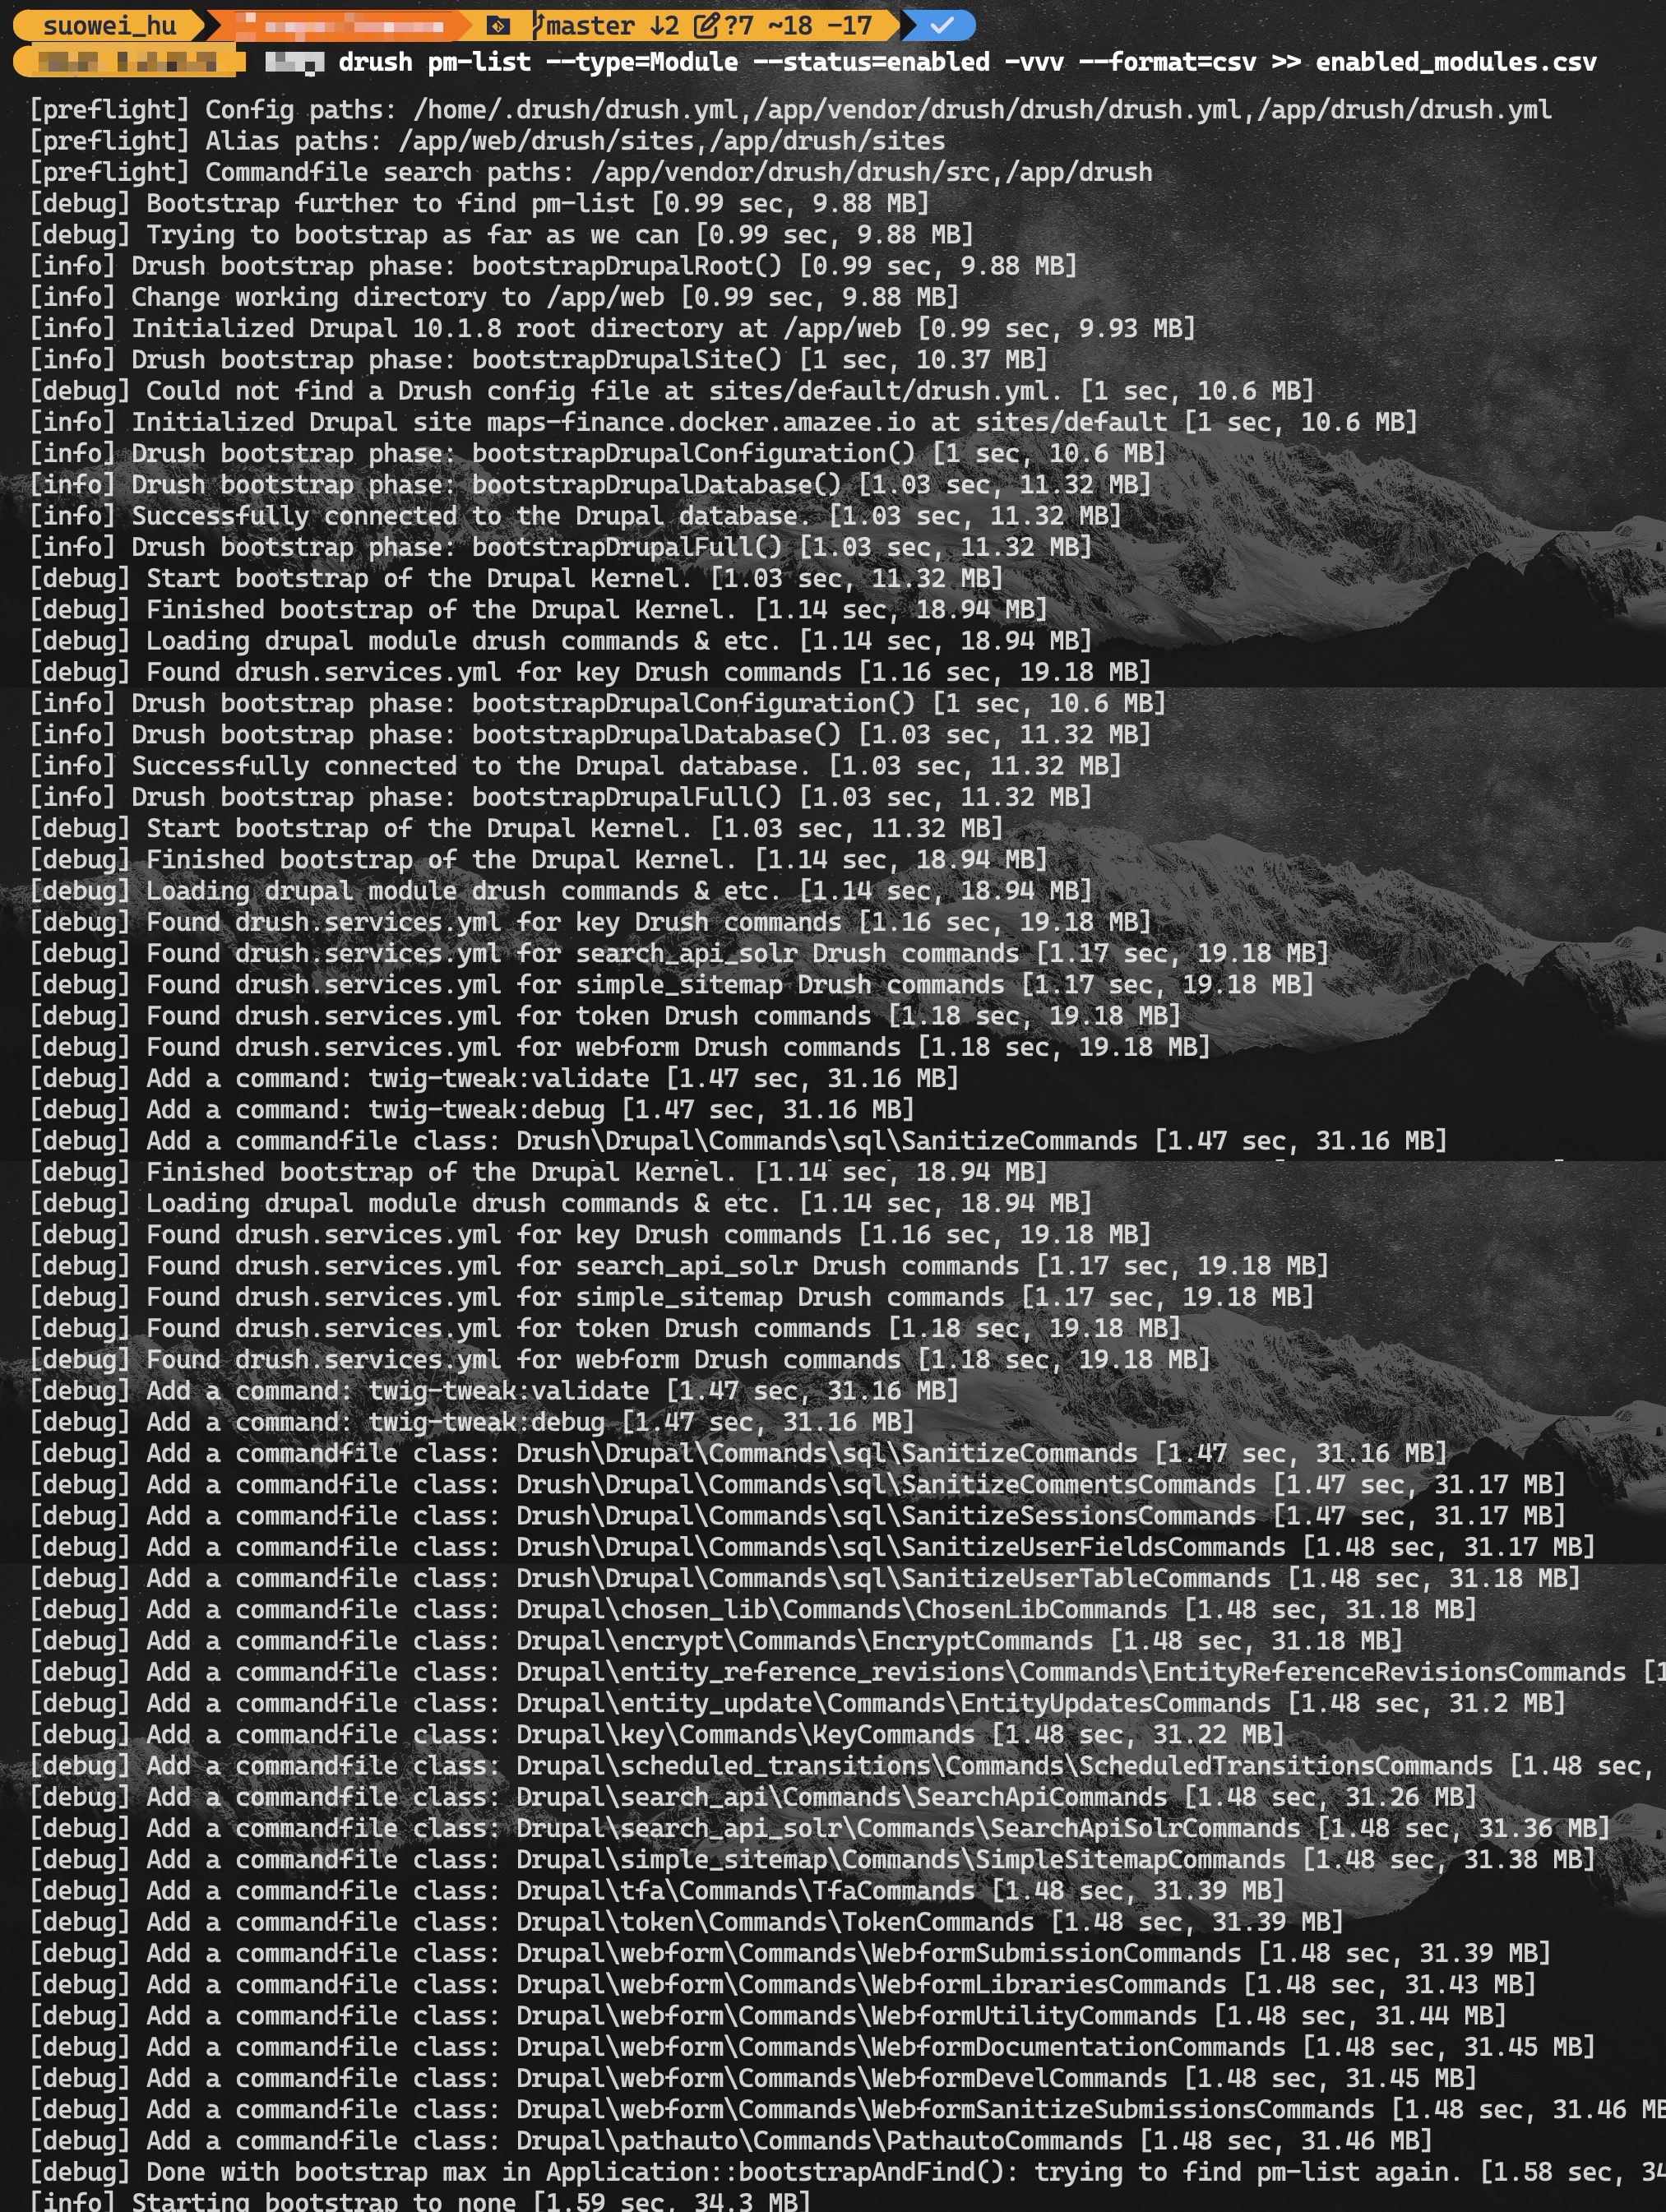 suowei_hu master ↓2 ?7 ~18 -17
drush pm-list --type=Module --status=enabled -vvv --format=csv >> enabled_modules.csv
[preflight] Config paths: /home/.drush/drush.yml,/app/vendor/drush/drush/drush.yml,/app/drush/drush.yml
[preflight] Alias paths: /app/web/drush/sites,/app/drush/sites
[preflight] Commandfile search paths: /app/vendor/drush/drush/src,/app/drush
[debug] Bootstrap further to find pm-list [0.99 sec, 9.88 MB]
[debug] Trying to bootstrap as far as we can [0.99 sec, 9.88 MB]
[info] Drush bootstrap phase: bootstrapDrupalRoot() [0.99 sec, 9.88 MB]
[info] Change working directory to /app/web [0.99 sec, 9.88 MB]
[info] Initialized Drupal 10.1.8 root directory at /app/web [0.99 sec, 9.93 MB]
[info] Drush bootstrap phase: bootstrapDrupalSite() [1 sec, 10.37 MB]
[debug] Could not find a Drush config file at sites/default/drush.yml. [1 sec, 10.6 MB]
[info] Initialized Drupal site maps-finance.docker.amazee.io at sites/default [1 sec, 10.6 MB]
[info] Drush bootstrap phase: bootstrapDrupalConfiguration() [1 sec, 10.6 MB]
[info] Drush bootstrap phase: bootstrapDrupalDatabase() [1.03 sec, 11.32 MB]
[info] Successfully connected to the Drupal database. [1.03 sec, 11.32 MB]
[info] Drush bootstrap phase: bootstrapDrupalFull() [1.03 sec, 11.32 MB]
[debug] Start bootstrap of the Drupal Kernel. [1.03 sec, 11.32 MB]
[debug] Finished bootstrap of the Drupal Kernel. [1.14 sec, 18.94 MB]
[debug] Loading drupal module drush commands & etc. [1.14 sec, 18.94 MB]
[debug] Found drush.services.yml for key Drush commands [1.16 sec, 19.18 MB]
[info] Drush bootstrap phase: bootstrapDrupalConfiguration() [1 sec, 10.6 MB]
[info] Drush bootstrap phase: bootstrapDrupalDatabase() [1.03 sec, 11.32 MB]
[info] Successfully connected to the Drupal database. [1.03 sec, 11.32 MB]
[info] Drush bootstrap phase: bootstrapDrupalFull() [1.03 sec, 11.32 MB]
[debug] Start bootstrap of the Drupal Kernel. [1.03 sec, 11.32 MB]
[debug] Finished bootstrap of the Drupal Kernel. [1.14 sec, 18.94 MB]
[debug] Loading drupal module drush commands & etc. [1.14 sec, 18.94 MB]
[debug] Found drush.services.yml for key Drush commands [1.16 sec, 19.18 MB]
[debug] Found drush.services.yml for search_api_solr Drush commands [1.17 sec, 19.18 MB]
[debug] Found drush.services.yml for simple_sitemap Drush commands [1.17 sec, 19.18 MB]
[debug] Found drush.services.yml for token Drush commands [1.18 sec, 19.18 MB]
[debug] Found drush.services.yml for webform Drush commands [1.18 sec, 19.18 MB]
[debug] Add a command: twig-tweak:validate [1.47 sec, 31.16 MB]
[debug] Add a command: twig-tweak:debug [1.47 sec, 31.16 MB]
[debug] Add a commandfile class: Drush\Drupal\Commands\sql\SanitizeCommands [1.47 sec, 31.16 MB]
[debug] Finished bootstrap of the Drupal Kernel. [1.14 sec, 18.94 MB]
[debug] Loading drupal module drush commands & etc. [1.14 sec, 18.94 MB]
[debug] Found drush.services.yml for key Drush commands [1.16 sec, 19.18 MB]
[debug] Found drush.services.yml for search_api_solr Drush commands [1.17 sec, 19.18 MB]
[debug] Found drush.services.yml for simple_sitemap Drush commands [1.17 sec, 19.18 MB]
[debug] Found drush.services.yml for token Drush commands [1.18 sec, 19.18 MB]
[debug] Found drush.services.yml for webform Drush commands [1.18 sec, 19.18 MB]
[debug] Add a command: twig-tweak:validate [1.47 sec, 31.16 MB]
[debug] Add a command: twig-tweak:debug [1.47 sec, 31.16 MB]
[debug] Add a commandfile class: Drush\Drupal\Commands\sql\SanitizeCommands [1.47 sec, 31.16 MB]
[debug] Add a commandfile class: Drush\Drupal\Commands\sql\SanitizeCommentsCommands [1.47 sec, 31.17 MB]
[debug] Add a commandfile class: Drush\Drupal\Commands\sql\SanitizeSessionsCommands [1.47 sec, 31.17 MB]
[debug] Add a commandfile class: Drush\Drupal\Commands\sql\SanitizeUserFieldsCommands [1.48 sec, 31.17 MB]
[debug] Add a commandfile class: Drush\Drupal\Commands\sql\SanitizeUserTableCommands [1.48 sec, 31.18 MB]
[debug] Add a commandfile class: Drupal\chosen_lib\Commands\ChosenLibCommands [1.48 sec, 31.18 MB]
[debug] Add a commandfile class: Drupal\encrypt\Commands\EncryptCommands [1.48 sec, 31.18 MB]
[debug] Add a commandfile class: Drupal\entity_reference_revisions\Commands\EntityReferenceRevisionsCommands [1
[debug] Add a commandfile class: Drupal\entity_update\Commands\EntityUpdatesCommands [1.48 sec, 31.2 MB]
[debug] Add a commandfile class: Drupal\key\Commands\KeyCommands [1.48 sec, 31.22 MB]
[debug] Add a commandfile class: Drupal\scheduled_transitions\Commands\ScheduledTransitionsCommands [1.48 sec,
[debug] Add a commandfile class: Drupal\search_api\Commands\SearchApiCommands [1.48 sec, 31.26 MB]
[debug] Add a commandfile class: Drupal\search_api_solr\Commands\SearchApiSolrCommands [1.48 sec, 31.36 MB]
[debug] Add a commandfile class: Drupal\simple_sitemap\Commands\SimpleSitemapCommands [1.48 sec, 31.38 MB]
[debug] Add a commandfile class: Drupal\tfa\Commands\TfaCommands [1.48 sec, 31.39 MB]
[debug] Add a commandfile class: Drupal\token\Commands\TokenCommands [1.48 sec, 31.39 MB]
[debug] Add a commandfile class: Drupal\webform\Commands\WebformSubmissionCommands [1.48 sec, 31.39 MB]
[debug] Add a commandfile class: Drupal\webform\Commands\WebformLibrariesCommands [1.48 sec, 31.43 MB]
[debug] Add a commandfile class: Drupal\webform\Commands\WebformUtilityCommands [1.48 sec, 31.44 MB]
[debug] Add a commandfile class: Drupal\webform\Commands\WebformDocumentationCommands [1.48 sec, 31.45 MB]
[debug] Add a commandfile class: Drupal\webform\Commands\WebformDevelCommands [1.48 sec, 31.45 MB]
[debug] Add a commandfile class: Drupal\webform\Commands\WebformSanitizeSubmissionsCommands [1.48 sec, 31.46 MB
[debug] Add a commandfile class: Drupal\pathauto\Commands\PathautoCommands [1.48 sec, 31.46 MB]
[debug] Done with bootstrap max in Application::bootstrapAndFind(): trying to find pm-list again. [1.58 sec, 34
[info] Starting bootstrap to none [1.59 sec, 34.3 MB]